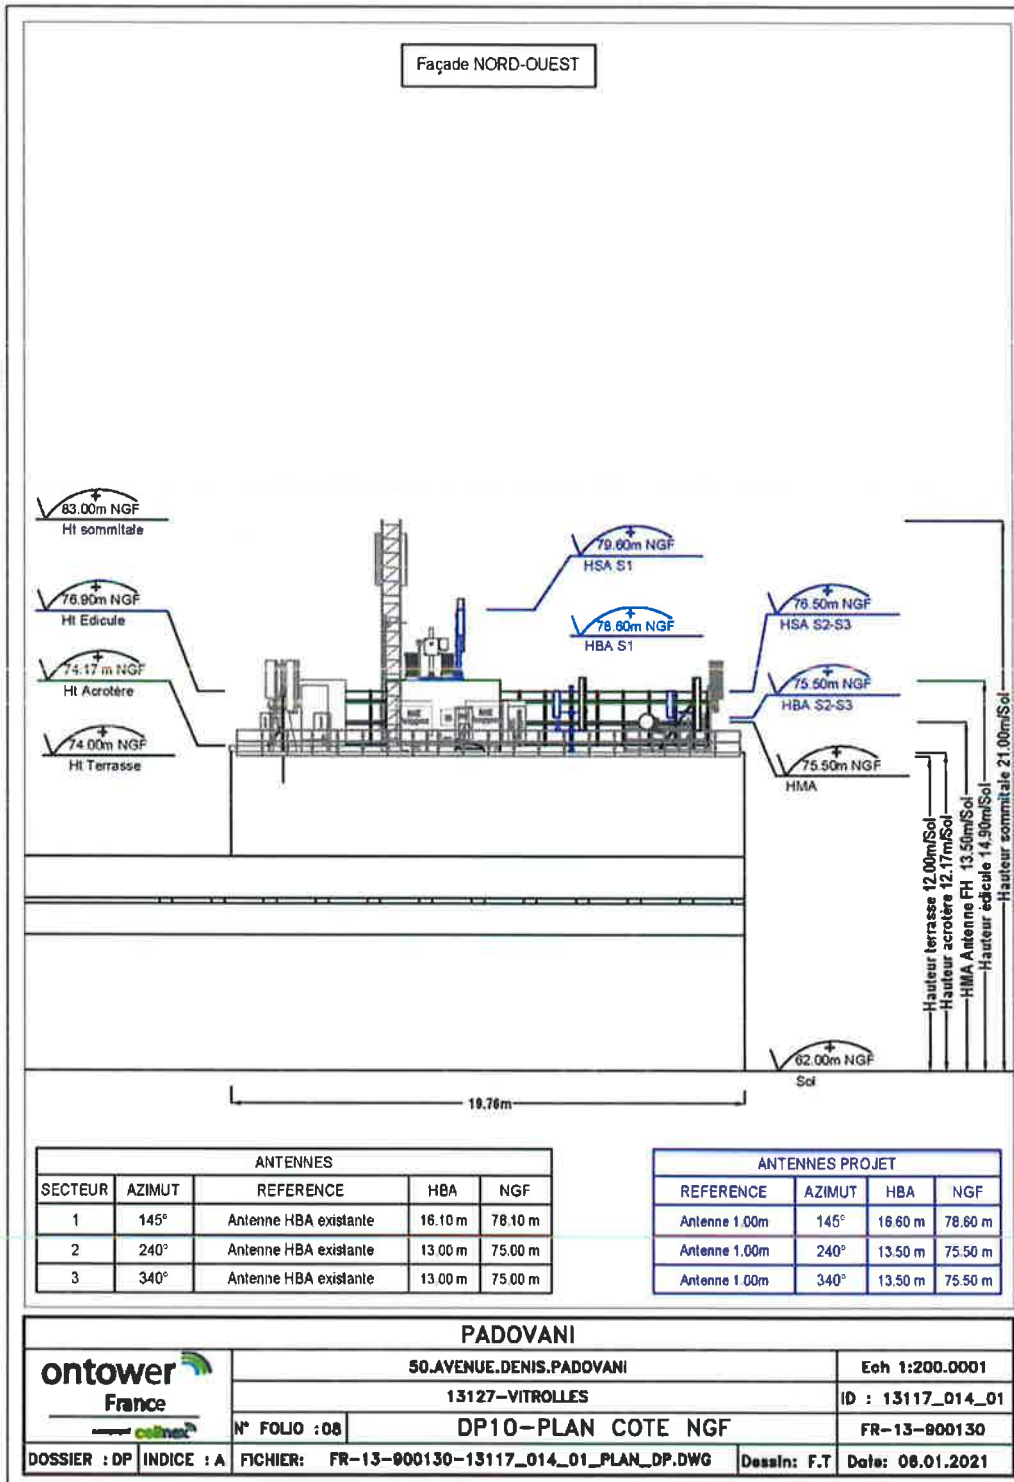 Façade NORD-OUEST
83.00m NGF
Ht sommitale
79.60m NGF
HSA S1
76.90m NGF
Ht Edicule
78.60m NGF
HBA S1
76.50m NGF
HSA S2-S3
74.17 m NGF
Ht Acrotère
75.50m NGF
HBA S2-S3
74.00m NGF
Ht Terrasse
75.50m NGF
HMA
Hauteur terrasse 12.00m/Sol
Hauteur acrotère 12.17m/Sol
HMA Antenne FH 13.50m/Sol
Hauteur édicule 14.90m/Sol
Hauteur sommitale 21.00m/Sol
62.00m NGF
Sol
19.76m
ANTENNES
SECTEUR AZIMUT REFERENCE HBA NGF
1 145° Antenne HBA existante 16.10 m 78.10 m
2 240° Antenne HBA existante 13.00 m 75.00 m
3 340° Antenne HBA existante 13.00 m 75.00 m
ANTENNES PROJET
REFERENCE AZIMUT HBA NGF
Antenne 1.00m 145° 16.60 m 78.60 m
Antenne 1.00m 240° 13.50 m 75.50 m
Antenne 1.00m 340° 13.50 m 75.50 m
PADOVANI
ontower
France
cellnex
50.AVENUE.DENIS.PADOVANI
Ech 1:200.0001
13127-VITROLLES
ID : 13117_014_01
N° FOLIO :08
DP10-PLAN COTE NGF
FR-13-900130
DOSSIER : DP
INDICE : A
FICHIER: FR-13-900130-13117_014_01_PLAN_DP.DWG
Dessin: F.T
Date: 06.01.2021